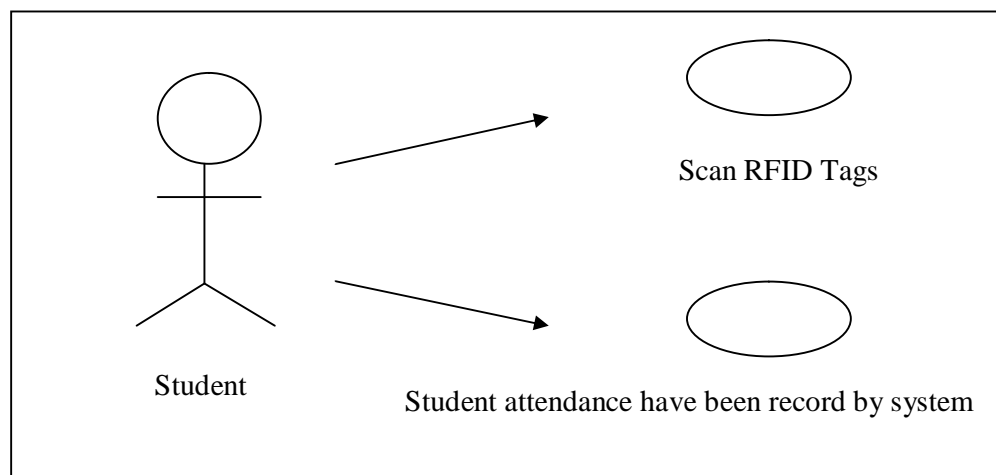 Scan RFID Tags
Student
Student attendance have been record by system